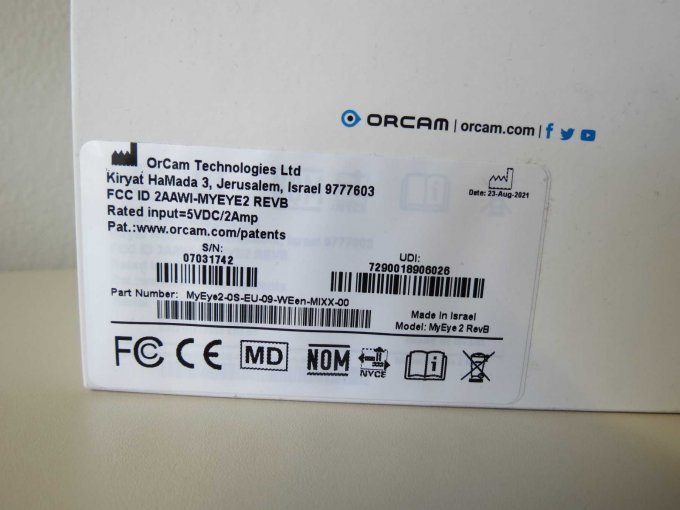 ORCAM | orcam.com |
OrCam Technologies Ltd
Kiryat HaMada 3, Jerusalem, Israel 9777603
FCC ID 2AAWI-MYEYE2 REVB
Rated input=5VDC/2Amp
Pat.:www.orcam.com/patents
Date: 23-Aug-2021
S/N:
07031742
UDI:
7290018906026
Part Number: MyEye2-0S-EU-09-WEen-MIXX-00
Made in Israel
Model: MyEye 2 RevB
FC CE MD NOM NYCE